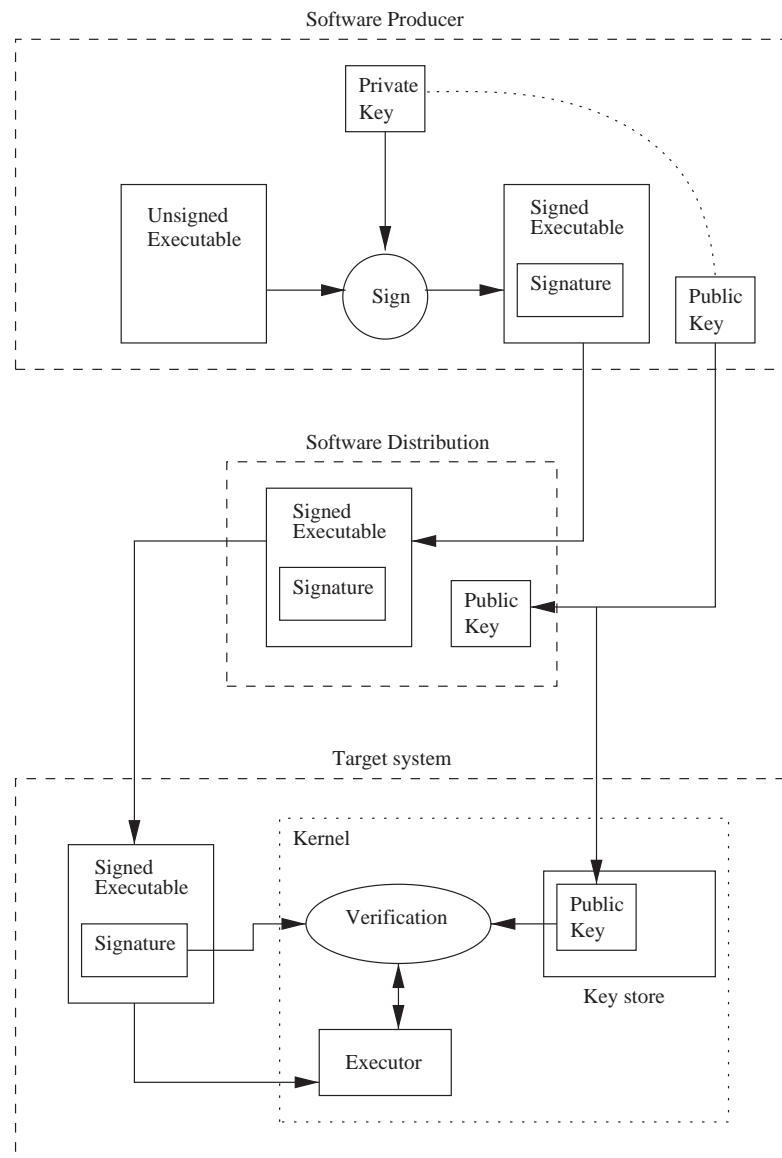 Software Producer
Private
Key
Unsigned
Executable
Sign
Signed
Executable
Signature
Public
Key
Software Distribution
Signed
Executable
Signature
Public
Key
Target system
Kernel
Signed
Executable
Signature
Verification
Public
Key
Key store
Executor